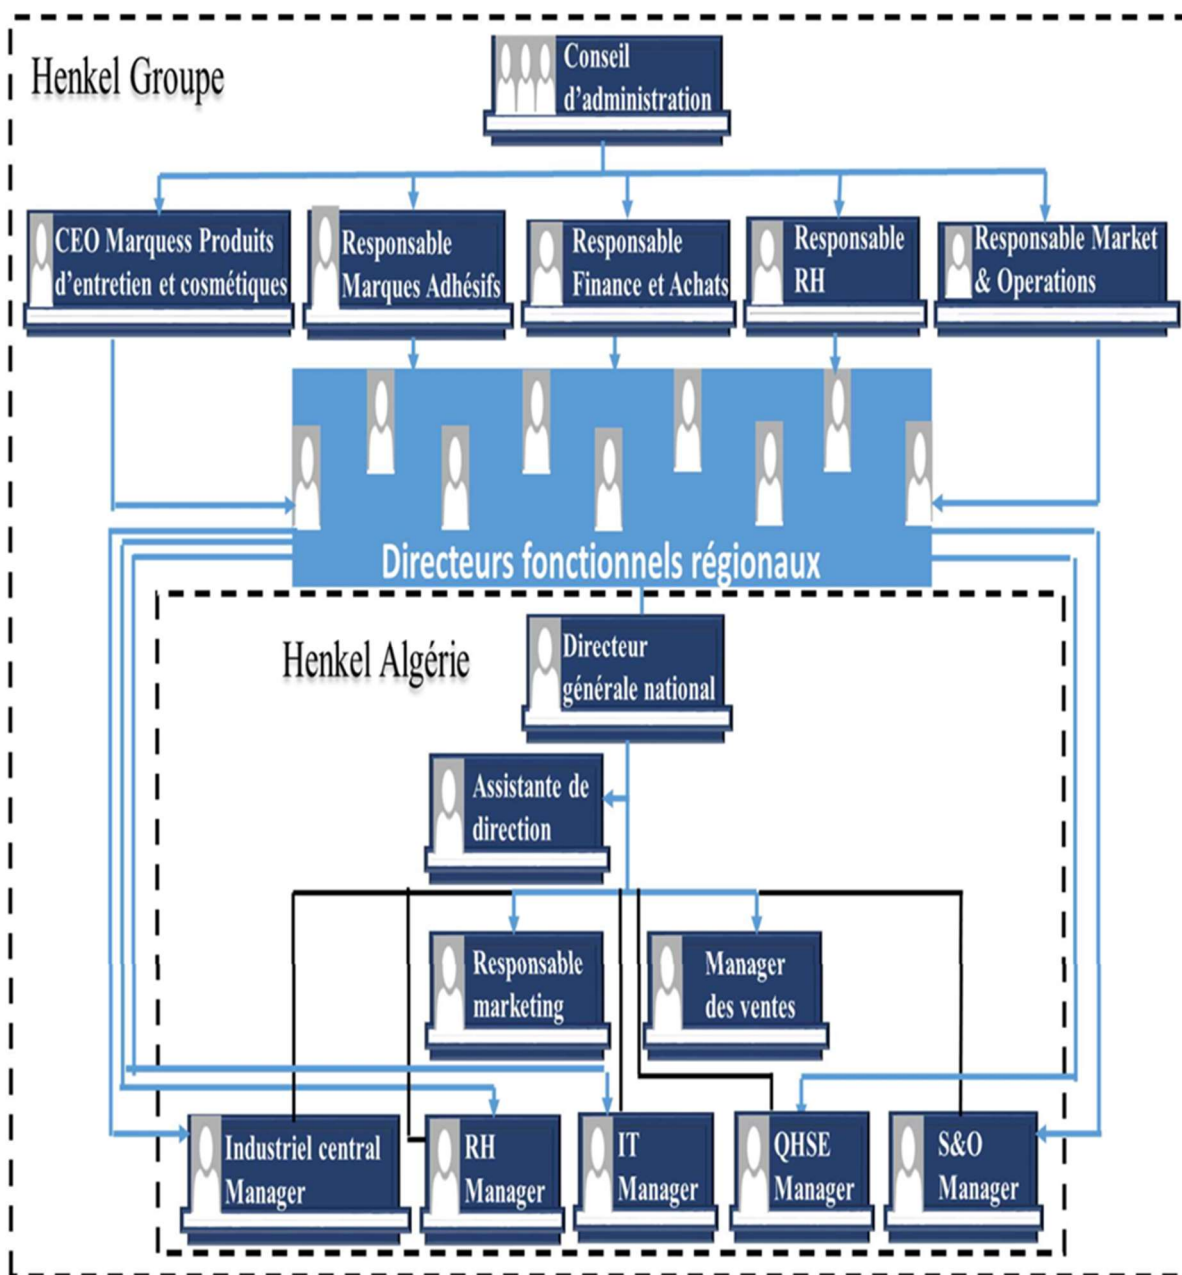 Henkel Groupe
Conseil
d'administration
CEO Marquess Produits
d'entretien et cosmétiques
Responsable
Marques Adhésifs
Responsable
Finance et Achats
Responsable
RH
Responsable Market
& Operations
Directeurs fonctionnels régionaux
Henkel Algérie
Directeur
générale national
Assistante de
direction
Responsable
marketing
Manager
des ventes
Industriel central
Manager
RH
Manager
IT
Manager
QHSE
Manager
S&O
Manager